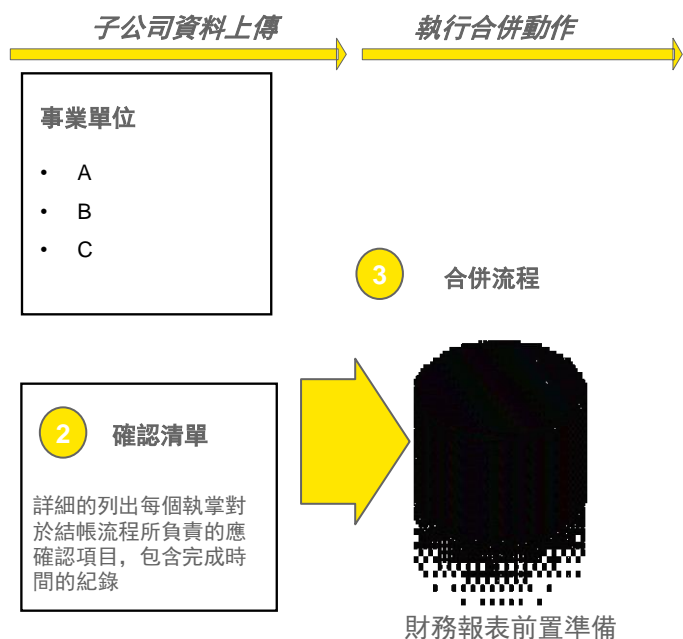 子公司資料上傳
執行合併動作
事業單位
• A
• B
• C
3 合併流程
2 確認清單
詳細的列出每個執掌對
於結帳流程所負責的應
確認項目，包含完成時
間的紀錄
財務報表前置準備